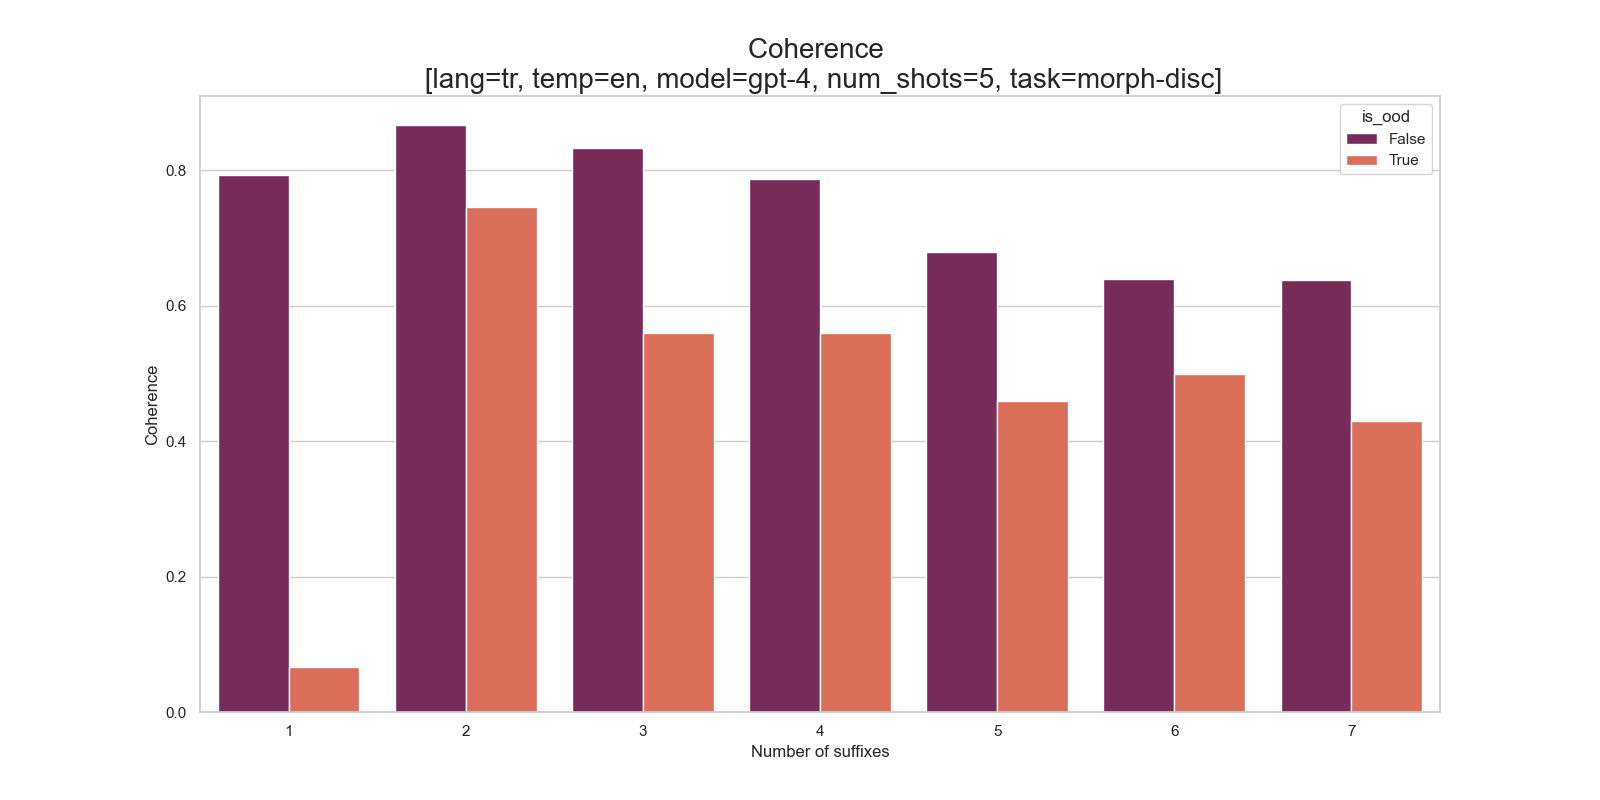 Coherence
[lang=tr, temp=en, model=gpt-4, num_shots=5, task=morph-disc]
is_ood
False
True
Coherence
0.8
0.6
0.4
0.2
0.0
1 2 3 4 5 6 7
Number of suffixes